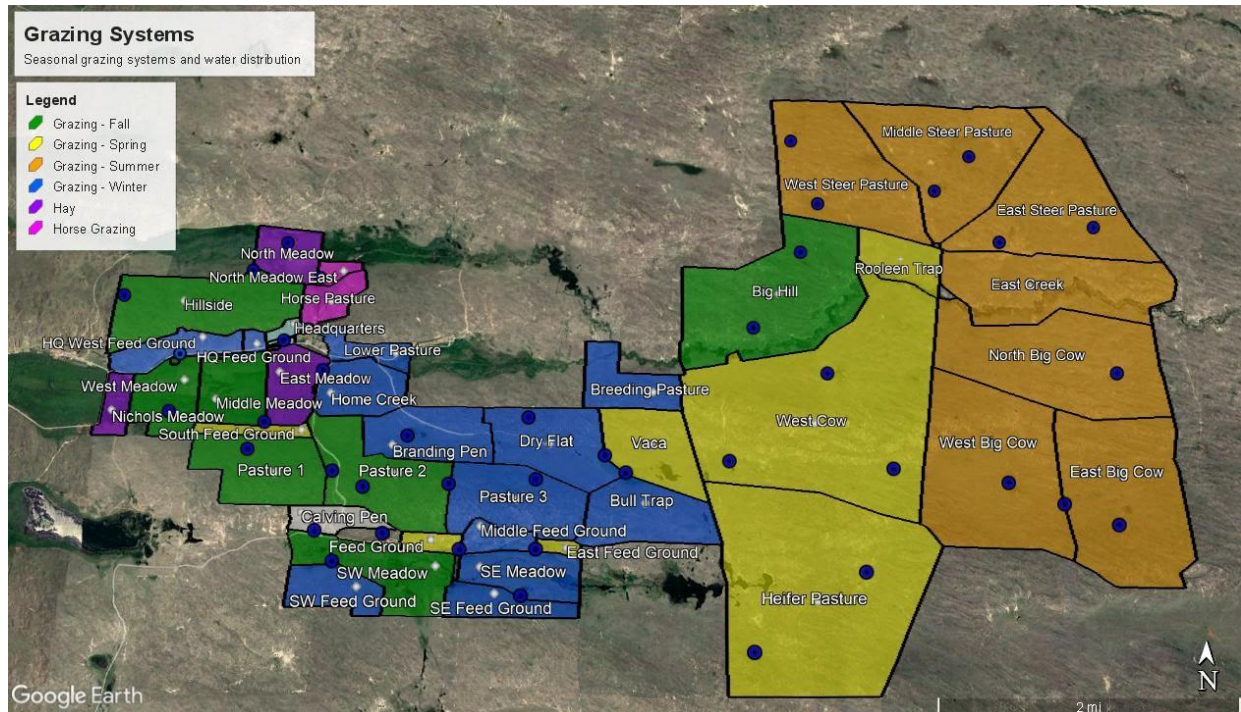 Grazing Systems
Seasonal grazing systems and water distribution
Legend
Grazing - Fall
Grazing - Spring
Grazing - Summer
Grazing - Winter
Hay
Horse Grazing
Middle Steer Pasture
West Steer Pasture
East Steer Pasture
North Meadow
North Meadow East
Rooleen Trap
East Creek
Hillside
Horse Pasture
Big Hill
Headquarters
HQ West Feed Ground
HQ Feed Ground
Lower Pasture
North Big Cow
West Meadow
East Meadow
Breeding Pasture
Nichols Meadow
Middle Meadow
Home Creek
West Cow
South Feed Ground
Branding Pen
Dry Flat
Vaca
West Big Cow
East Big Cow
Pasture 1
Pasture 2
Pasture 3
Bull Trap
Calving Pen
Middle Feed Ground
Feed Ground
East Feed Ground
SW Meadow
SE Meadow
SW Feed Ground
SE Feed Ground
Heifer Pasture
N
Google Earth
2 mi